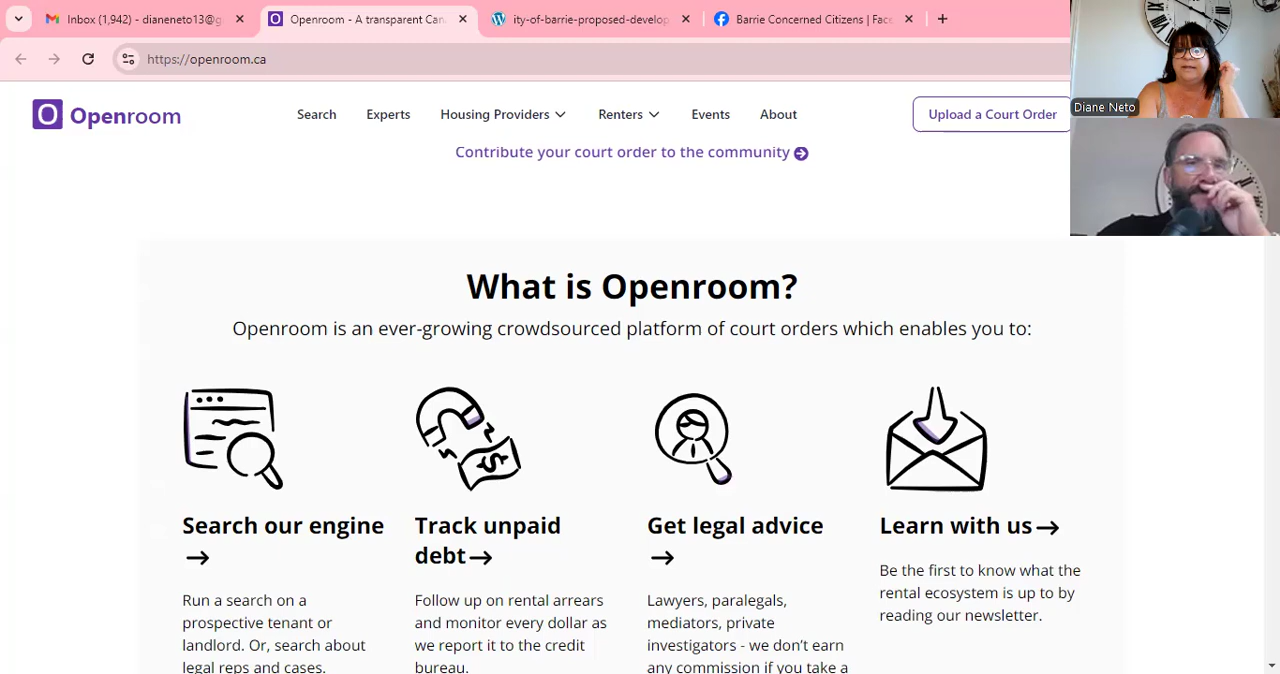 Inbox (1,942) - dianeneto13@g
Openroom - A transparent Can
ity-of-barrie-proposed-develop
Barrie Concerned Citizens | Fac
https://openroom.ca
Diane Neto
Openroom
Search
Experts
Housing Providers
Renters
Events
About
Upload a Court Order
Contribute your court order to the community
What is Openroom?
Openroom is an ever-growing crowdsourced platform of court orders which enables you to:
Search our engine
Run a search on a
prospective tenant or
landlord. Or, search about
legal reps and cases.
Track unpaid
debt
Follow up on rental arrears
and monitor every dollar as
we report it to the credit
bureau.
Get legal advice
Lawyers, paralegals,
mediators, private
investigators - we don't earn
any commission if you take a
Learn with us
Be the first to know what the
rental ecosystem is up to by
reading our newsletter.